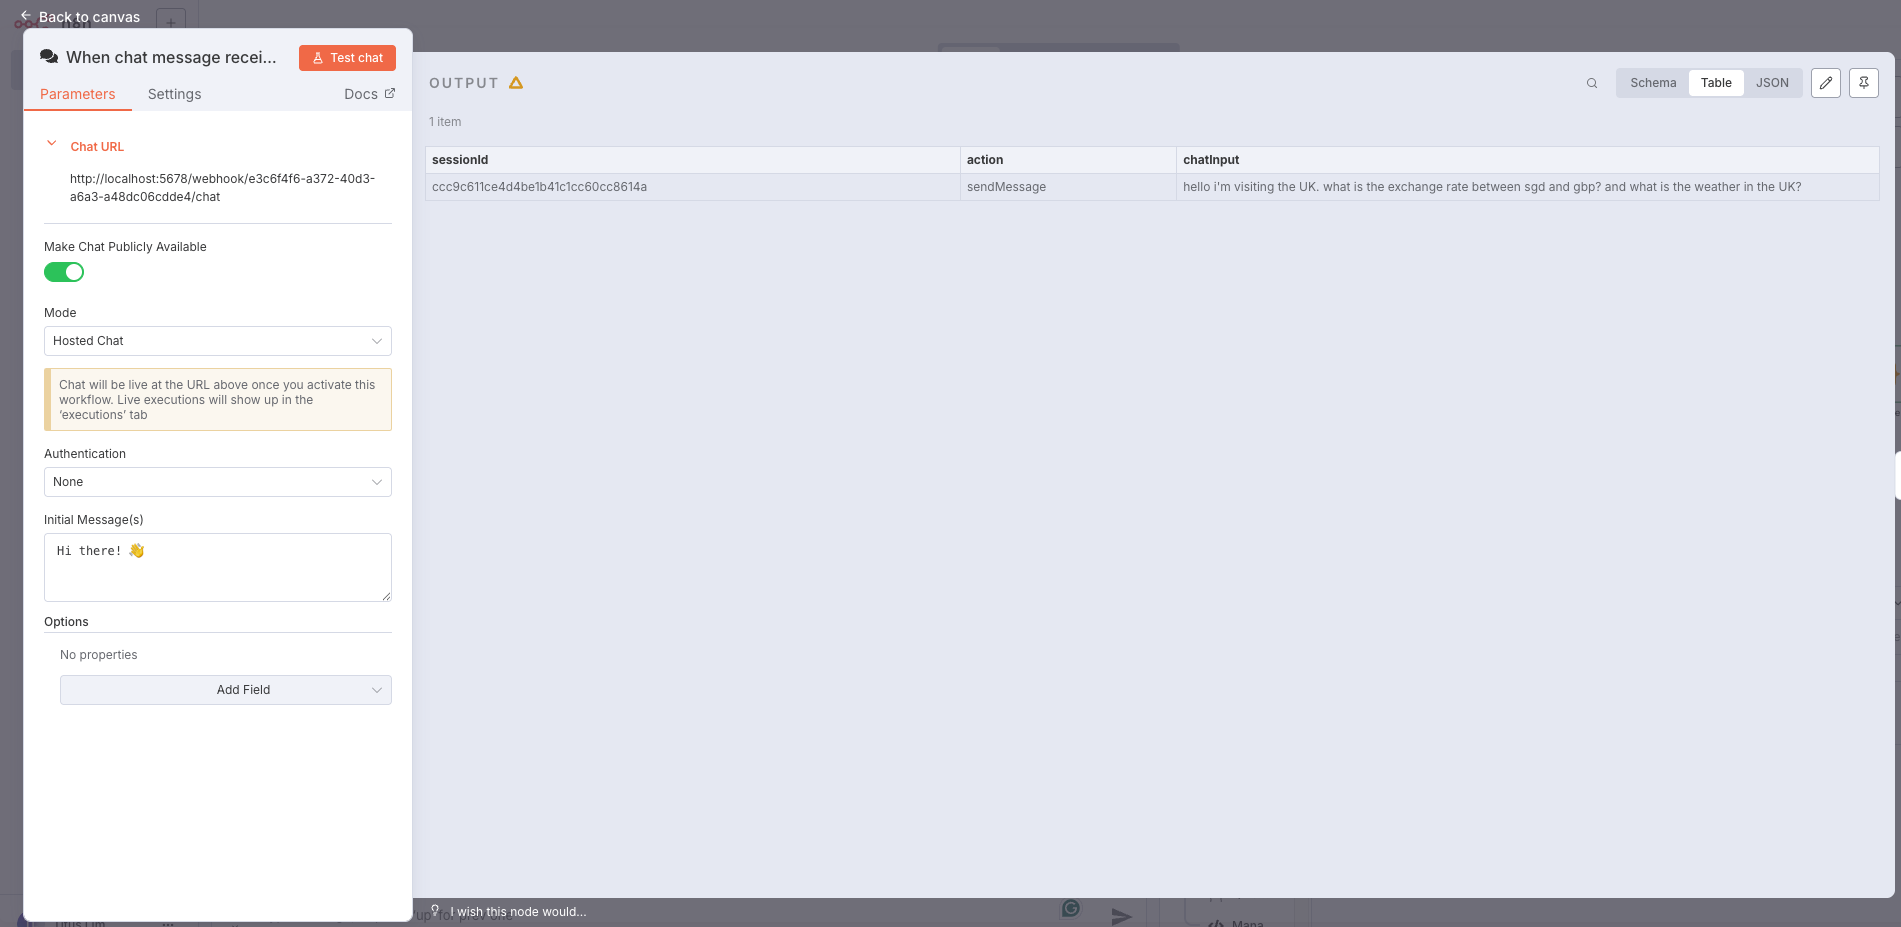 Back to canvas
When chat message recei...
Test chat
Parameters
Settings
Docs
Chat URL
http://localhost:5678/webhook/e3c6f4f6-a372-40d3-
a6a3-a48dc06cdde4/chat
Make Chat Publicly Available
Mode
Hosted Chat
Chat will be live at the URL above once you activate this
workflow. Live executions will show up in the
‘executions’ tab
Authentication
None
Initial Message(s)
Hi there! 👋
Options
No properties
Add Field
OUTPUT
Schema
Table
JSON
1 item
sessionId action chatInput
ccc9c611ce4d4be1b41c1cc60cc8614a sendMessage hello i'm visiting the UK. what is the exchange rate between sgd and gbp? and what is the weather in the UK?
I wish this node would...